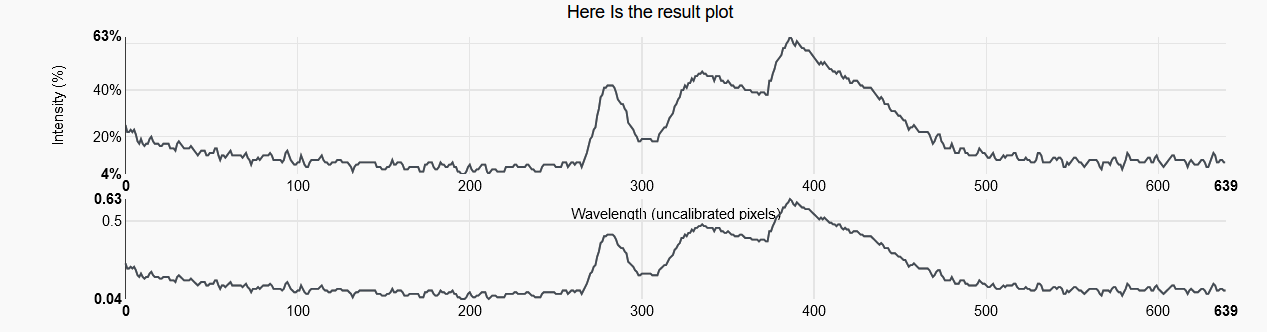 Here Is the result plot
63%
40%
20%
4%
Intensity (%)
0 100 200 300 400 500 600 639
Wavelength (uncalibrated pixels)
0.63
0.5
0.04
0 100 200 300 400 500 600 639